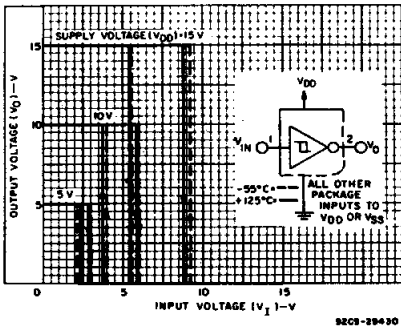 SUPPLY VOLTAGE (VDD)=15 V
15
10 V
10
5 V
5
0
5
10
15
OUTPUT VOLTAGE (VO)—V
INPUT VOLTAGE (VI)—V
VDD
VIN
1
2
VO
-55°C=
+125°C=
ALL OTHER
PACKAGE
INPUTS TO
VDD OR VSS
92CS-29430